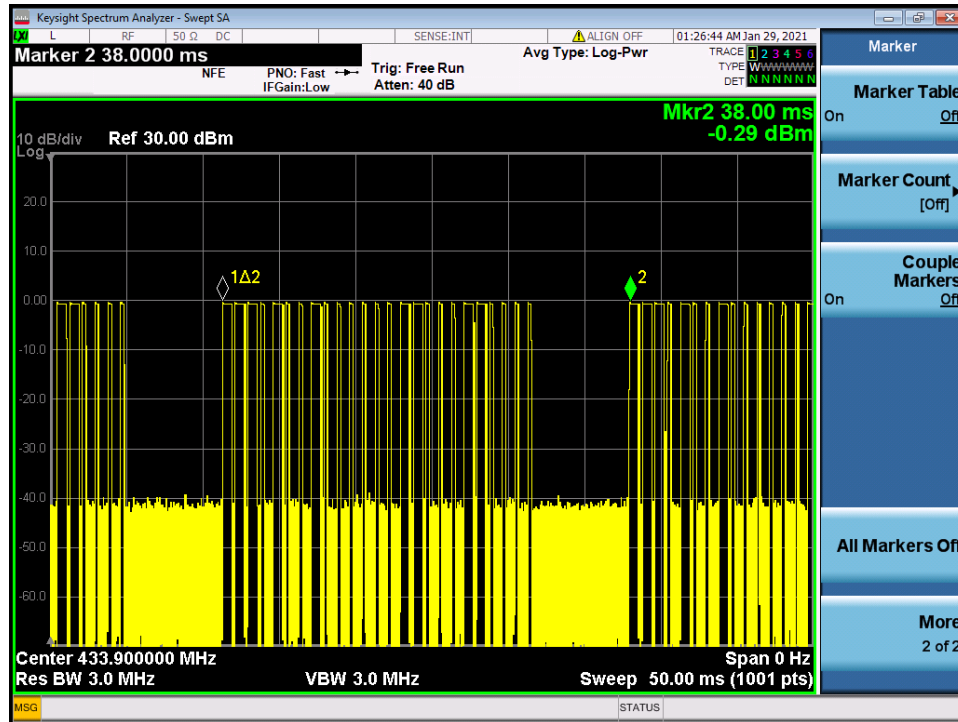 Keysight Spectrum Analyzer - Swept SA
LXI L RF 50 Ω DC SENSE:INT ALIGN OFF 01:26:44 AM Jan 29, 2021
Marker 2 38.0000 ms
NFE
PNO: Fast
IFGain:Low
Trig: Free Run
Atten: 40 dB
Avg Type: Log-Pwr
TRACE 1 2 3 4 5 6
TYPE WWWWWW
DET N N N N N N
Mkr2 38.00 ms
-0.29 dBm
10 dB/div Ref 30.00 dBm
Log
20.0
10.0
0.00
-10.0
-20.0
-30.0
-40.0
-50.0
-60.0
1Δ2
2
Center 433.900000 MHz Span 0 Hz
Res BW 3.0 MHz VBW 3.0 MHz Sweep 50.00 ms (1001 pts)
MSG STATUS
Marker
Marker Table
On Off
Marker Count
[Off]
Couple
Markers
On Off
All Markers Off
More
2 of 2